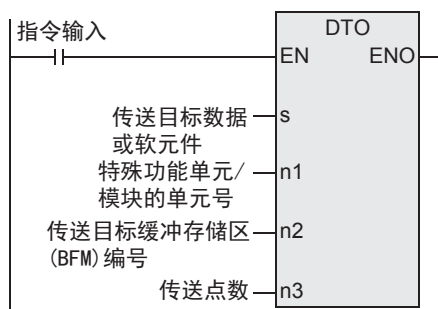 指令输入
DTO
EN ENO
传送目标数据
或软元件
s
特殊功能单元/
模块的单元号
n1
传送目标缓冲存储区
(BFM)编号
n2
传送点数
n3